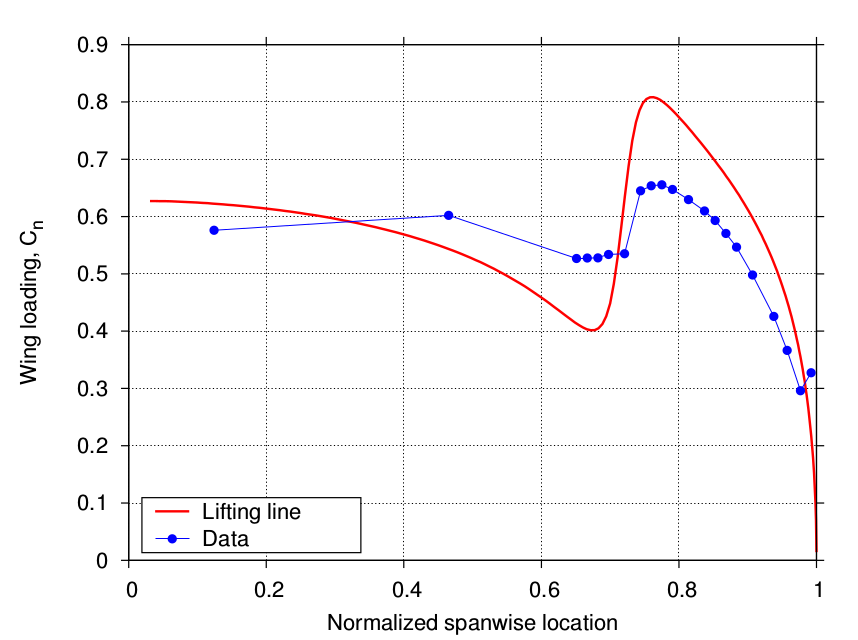 0.9
0.8
0.7
0.6
0.5
0.4
0.3
0.2
0.1
0
Wing loading, Cn
Lifting line
Data
0 0.2 0.4 0.6 0.8 1
Normalized spanwise location